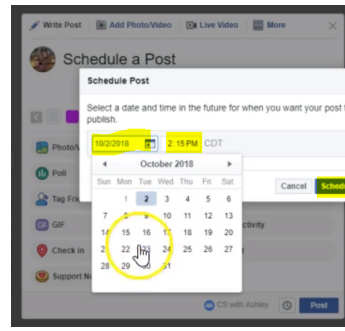 Write Post Add Photo/Video Live Video More
Schedule a Post
Schedule Post
Select a date and time in the future for when you want your post
publish.
10/2/2018 2:15 PM CDT
October 2018
Sun Mon Tue Wed Thu Fri Sat
1 2 3 4 5 6
7 8 9 10 11 12 13
14 15 16 17 18 19 20
22 23 24 25 26 27
28 29 30 31
Cancel Sched
Poll
GIF ctivity
Check in
Support
CS with Ashley Post